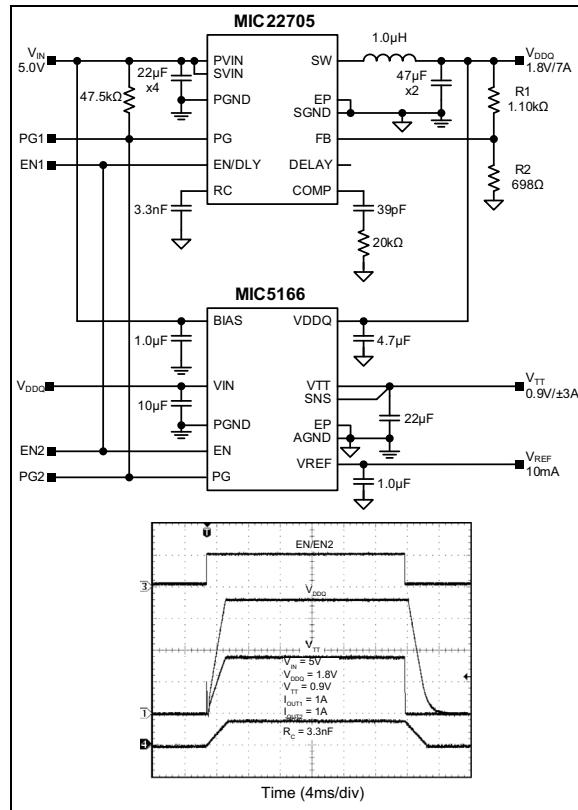 MIC22705
V_IN
5.0V
47.5kΩ
22µF
x4
PVIN
SVIN
PGND
PG
EN/DLY
RC
SW
EP
SGND
FB
DELAY
COMP
1.0µH
47µF
x2
V_DDQ
1.8V/7A
R1
1.10kΩ
R2
698Ω
PG1
EN1
3.3nF
39pF
20kΩ
MIC5166
BIAS
VIN
PGND
EN
PG
VDDQ
VTT
SNS
EP
AGND
VREF
1.0µF
4.7µF
V_DDQ
10µF
V_TT
0.9V/±3A
22µF
EN2
PG2
V_REF
10mA
1.0µF
T
EN/EN2
3
V_DDQ
V_TT
V_IN = 5V
V_DDQ = 1.8V
V_TT = 0.9V
I_OUT1 = 1A
I_OUT2 = 1A
R_C = 3.3nF
1
4
Time (4ms/div)